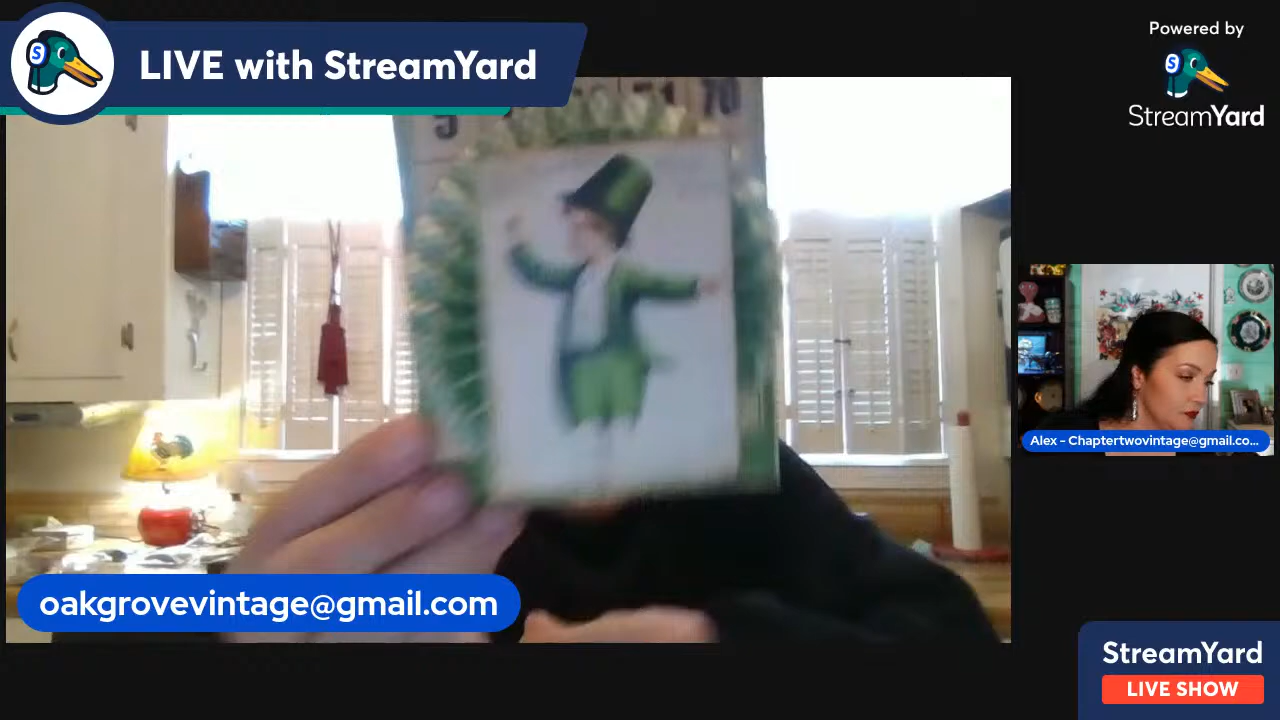 S
LIVE with StreamYard
Powered by
S
StreamYard
Alex - Chaptertwovintage@gmail.co...
oakgrovevintage@gmail.com
StreamYard
LIVE SHOW